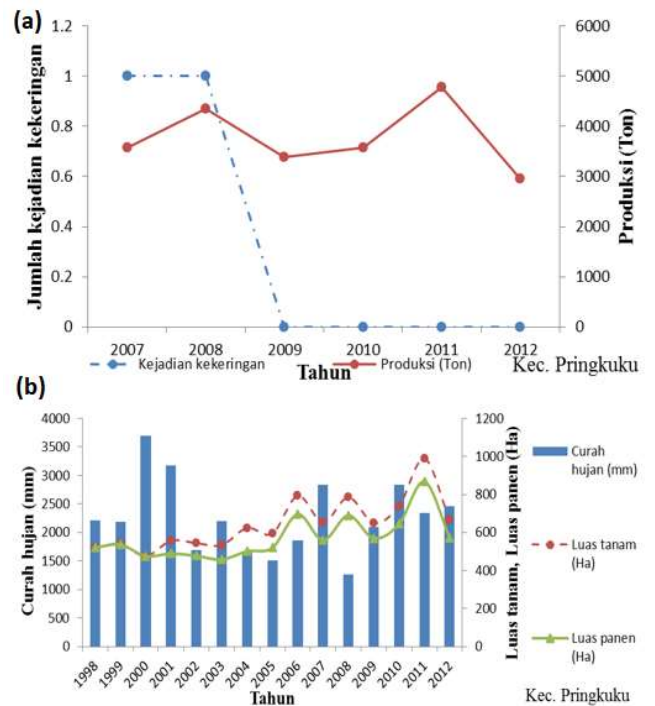 (a)
Jumlah kejadian kekeringan
1.2
1
0.8
0.6
0.4
0.2
0
6000
5000
4000
3000
2000
1000
0
Produksi (Ton)
2007 2008 2009 2010 2011 2012
Kejadian kekeringan
Tahun
Produksi (Ton)
Kec. Pringkuku
(b)
Curah hujan (mm)
4000
3500
3000
2500
2000
1500
1000
500
0
1200
1000
800
600
400
200
0
Luas tanam, Luas panen (Ha)
1998 1999 2000 2001 2002 2003 2004 2005 2006 2007 2008 2009 2010 2011 2012
Tahun
Curah
hujan (mm)
Luas tanam
(Ha)
Luas panen
(Ha)
Kec. Pringkuku